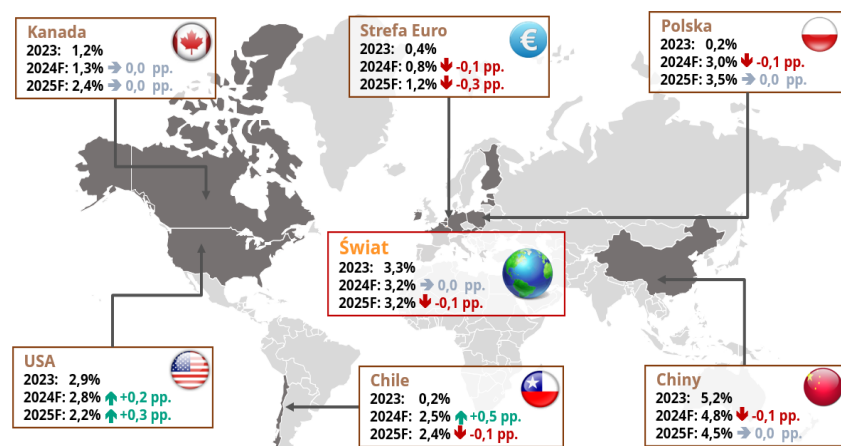 Kanada
2023: 1,2%
2024F: 1,3% 0,0 pp.
2025F: 2,4% 0,0 pp.
Strefa Euro
€
2023: 0,4%
2024F: 0,8% -0,1 pp.
2025F: 1,2% -0,3 pp.
Polska
2023: 0,2%
2024F: 3,0% -0,1 pp.
2025F: 3,5% 0,0 pp.
Świat
2023: 3,3%
2024F: 3,2% 0,0 pp.
2025F: 3,2% -0,1 pp.
USA
2023: 2,9%
2024F: 2,8% +0,2 pp.
2025F: 2,2% +0,3 pp.
Chile
2023: 0,2%
2024F: 2,5% +0,5 pp.
2025F: 2,4% -0,1 pp.
Chiny
2023: 5,2%
2024F: 4,8% -0,1 pp.
2025F: 4,5% 0,0 pp.